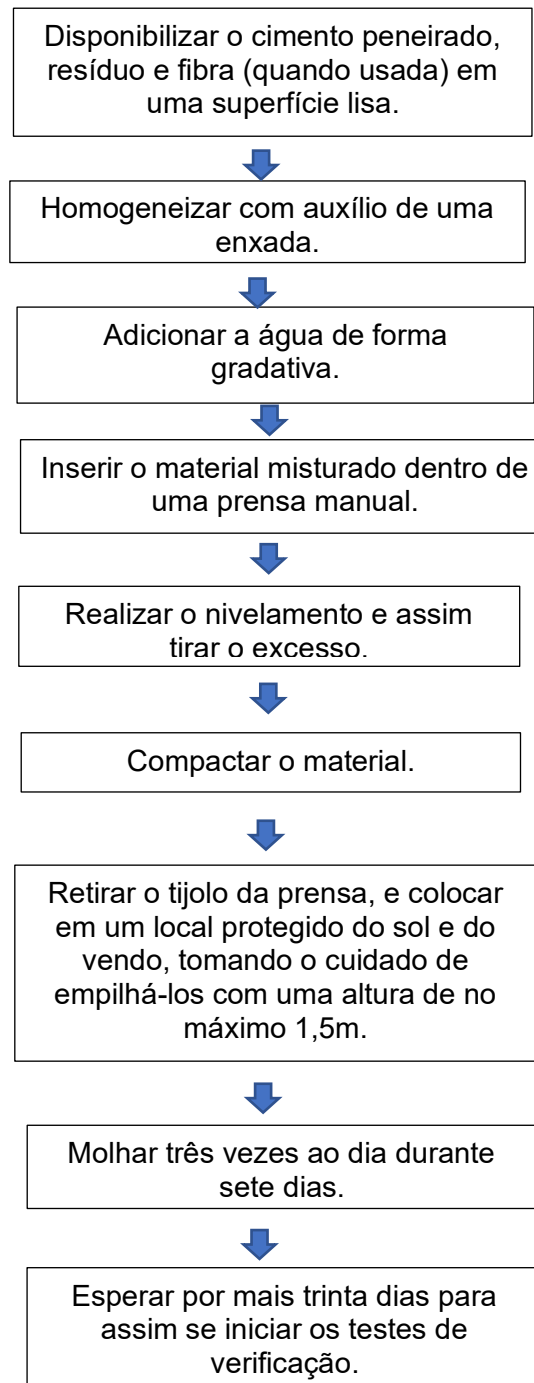 Disponibilizar o cimento peneirado,
resíduo e fibra (quando usada) em
uma superfície lisa.
Homogeneizar com auxílio de uma
enxada.
Adicionar a água de forma
gradativa.
Inserir o material misturado dentro de
uma prensa manual.
Realizar o nivelamento e assim
tirar o excesso.
Compactar o material.
Retirar o tijolo da prensa, e colocar
em um local protegido do sol e do
vendo, tomando o cuidado de
empilhá-los com uma altura de no
máximo 1,5m.
Molhar três vezes ao dia durante
sete dias.
Esperar por mais trinta dias para
assim se iniciar os testes de
verificação.